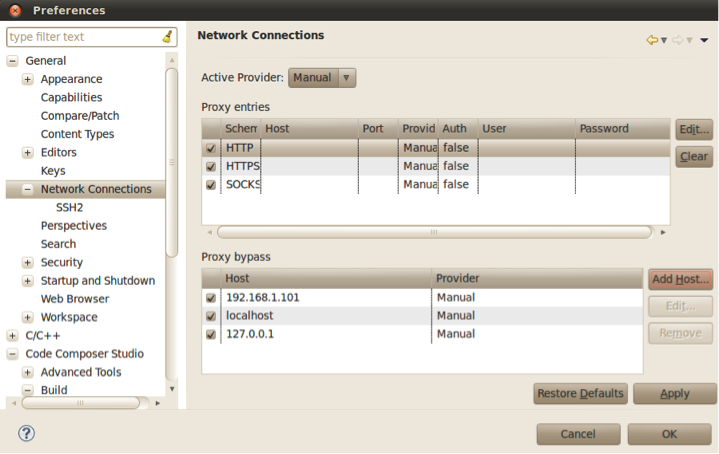 Preferences
type filter text
General
Appearance
Capabilities
Compare/Patch
Content Types
Editors
Keys
Network Connections
SSH2
Perspectives
Search
Security
Startup and Shutdown
Web Browser
Workspace
C/C++
Code Composer Studio
Advanced Tools
Build
Network Connections
Active Provider: Manual
Proxy entries
Schem Host Port Provid Auth User Password
HTTP Manua false
HTTPS Manua false
SOCKS Manua false
Edit...
Clear
Proxy bypass
Host Provider
192.168.1.101 Manual
localhost Manual
127.0.0.1 Manual
Add Host...
Edit...
Remove
Restore Defaults Apply
? Cancel OK